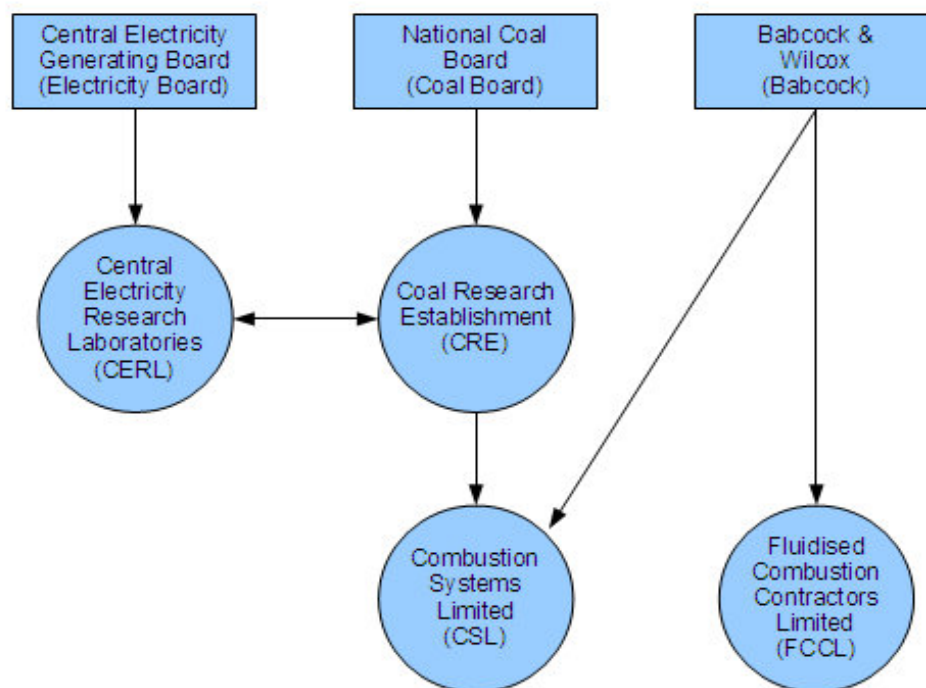 Central Electricity
Generating Board
(Electricity Board)
National Coal
Board
(Coal Board)
Babcock &
Wilcox
(Babcock)
Central
Electricity
Research
Laboratories
(CERL)
Coal Research
Establishment
(CRE)
Combustion
Systems
Limited
(CSL)
Fluidised
Combustion
Contractors
Limited
(FCCL)